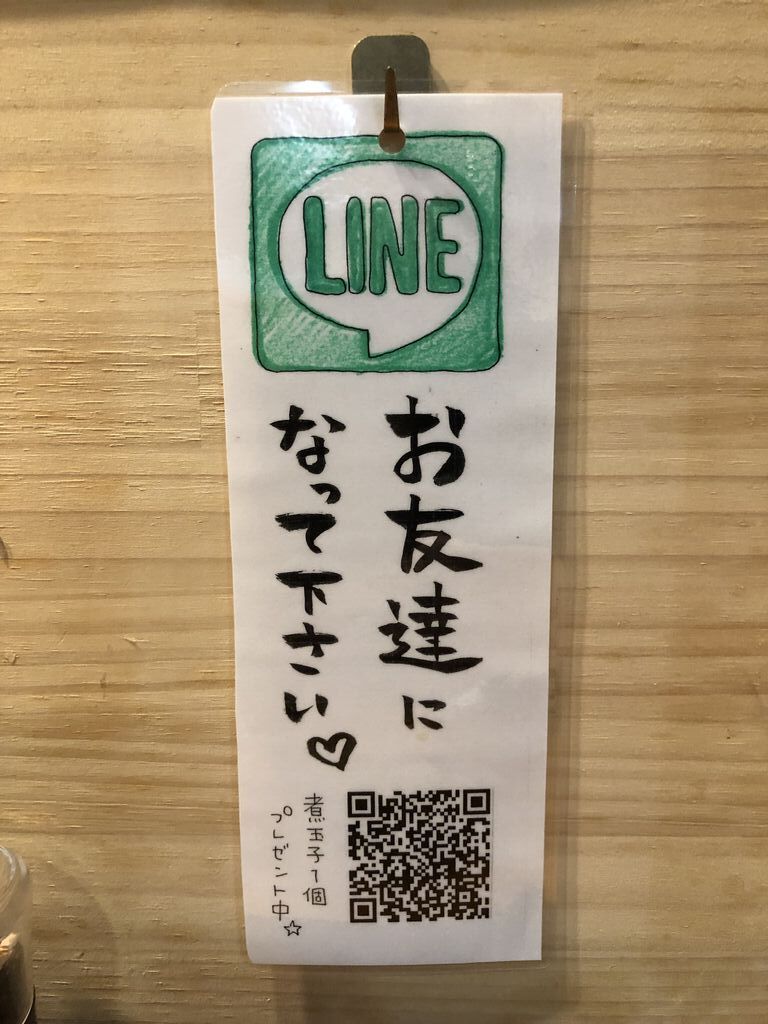 LINE
お友達に
なって下さい♡
煮玉子1個
プレゼント中☆